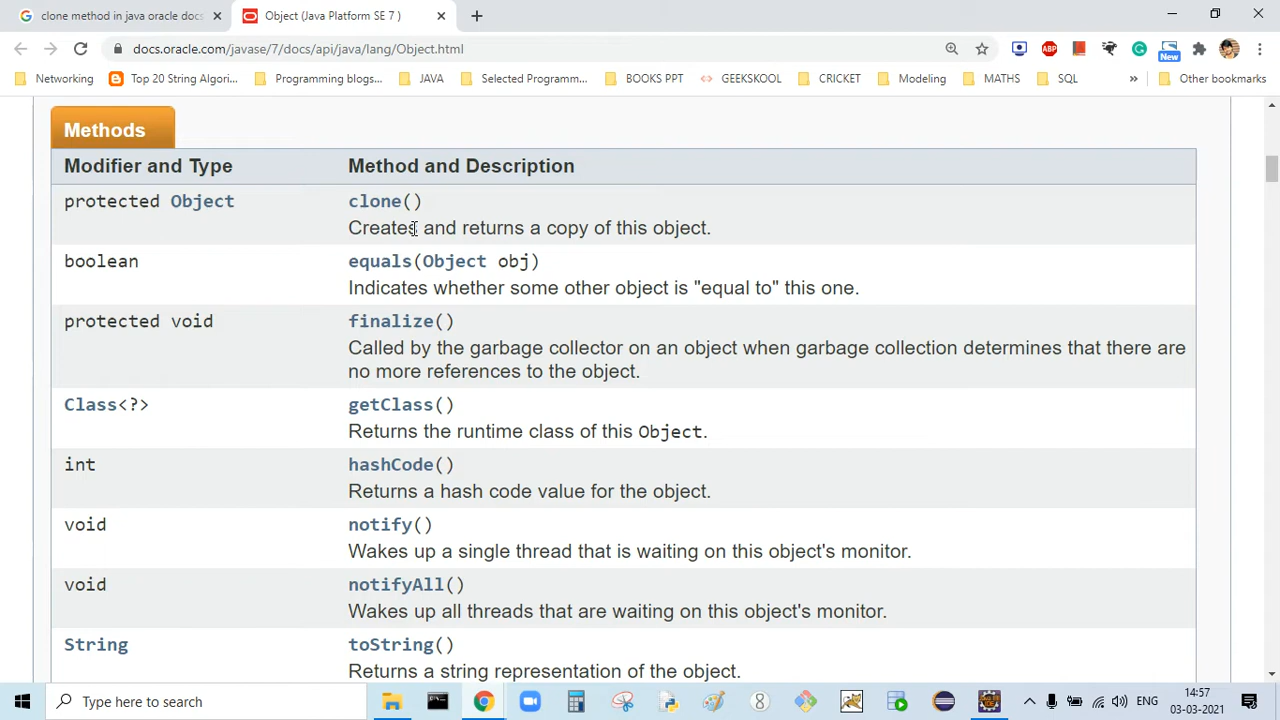 clone method in java oracle docs
Object (Java Platform SE 7 )
docs.oracle.com/javase/7/docs/api/java/lang/Object.html
ABP
New
Networking
Top 20 String Algori...
Programming blogs...
JAVA
Selected Programm...
BOOKS PPT
GEEKSKOOL
CRICKET
Modeling
MATHS
SQL
»
Other bookmarks
Methods
Modifier and Type Method and Description
protected Object clone()
Creates and returns a copy of this object.
boolean equals(Object obj)
Indicates whether some other object is "equal to" this one.
protected void finalize()
Called by the garbage collector on an object when garbage collection determines that there are
no more references to the object.
Class<?> getClass()
Returns the runtime class of this Object.
int hashCode()
Returns a hash code value for the object.
void notify()
Wakes up a single thread that is waiting on this object's monitor.
void notifyAll()
Wakes up all threads that are waiting on this object's monitor.
String toString()
Returns a string representation of the object.
Type here to search
ENG
14:57
03-03-2021